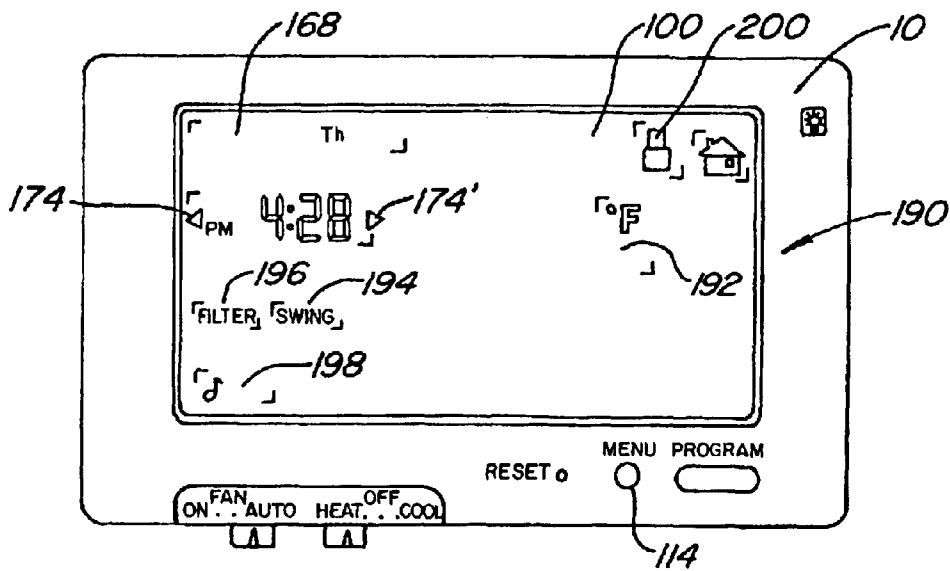 168 100 200 10
Th
174 PM 4:28 174' °F 190
196 194 192
FILTER SWING
198
MENU PROGRAM
RESET
FAN OFF
ON . . AUTO HEAT . . . COOL
114